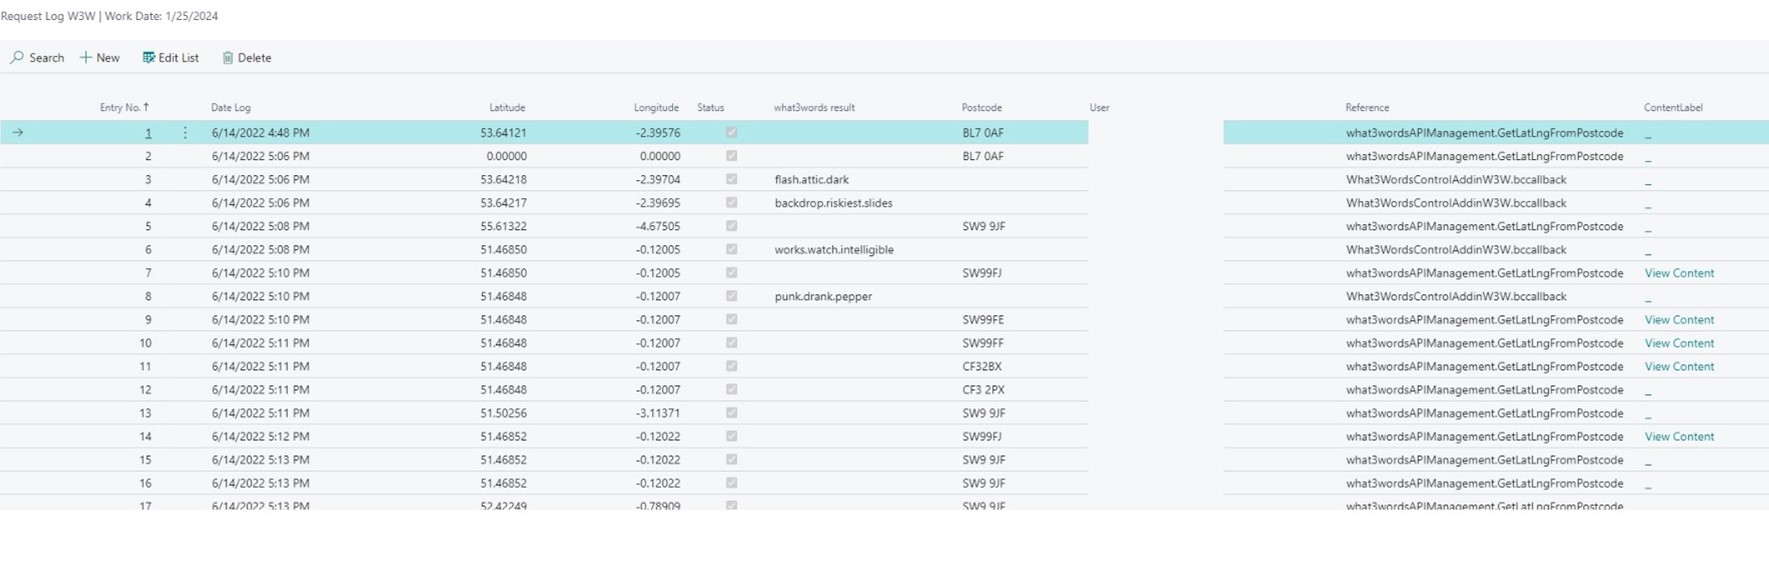 Request Log W3W | Work Date: 1/25/2024
Search New Edit List Delete
Entry No. ↑ Date Log Latitude Longitude Status what3words result Postcode User Reference ContentLabel
1 6/14/2022 4:48 PM 53.64121 -2.39576 BL7 0AF what3wordsAPIManagement.GetLatLngFromPostcode _
2 6/14/2022 5:06 PM 0.00000 0.00000 BL7 0AF what3wordsAPIManagement.GetLatLngFromPostcode _
3 6/14/2022 5:06 PM 53.64218 -2.39704 flash.attic.dark What3WordsControlAddinW3W.bccallback _
4 6/14/2022 5:06 PM 53.64217 -2.39695 backdrop.riskiest.slides What3WordsControlAddinW3W.bccallback _
5 6/14/2022 5:08 PM 55.61322 -4.67505 SW9 9JF what3wordsAPIManagement.GetLatLngFromPostcode _
6 6/14/2022 5:08 PM 51.46850 -0.12005 works.watch.intelligible What3WordsControlAddinW3W.bccallback _
7 6/14/2022 5:10 PM 51.46850 -0.12005 SW99FJ what3wordsAPIManagement.GetLatLngFromPostcode View Content
8 6/14/2022 5:10 PM 51.46848 -0.12007 punk.drank.pepper What3WordsControlAddinW3W.bccallback _
9 6/14/2022 5:10 PM 51.46848 -0.12007 SW99FE what3wordsAPIManagement.GetLatLngFromPostcode View Content
10 6/14/2022 5:11 PM 51.46848 -0.12007 SW99FF what3wordsAPIManagement.GetLatLngFromPostcode View Content
11 6/14/2022 5:11 PM 51.46848 -0.12007 CF32BX what3wordsAPIManagement.GetLatLngFromPostcode View Content
12 6/14/2022 5:11 PM 51.46848 -0.12007 CF3 2PX what3wordsAPIManagement.GetLatLngFromPostcode _
13 6/14/2022 5:11 PM 51.50256 -3.11371 SW9 9JF what3wordsAPIManagement.GetLatLngFromPostcode _
14 6/14/2022 5:12 PM 51.46852 -0.12022 SW99FJ what3wordsAPIManagement.GetLatLngFromPostcode View Content
15 6/14/2022 5:13 PM 51.46852 -0.12022 SW9 9JF what3wordsAPIManagement.GetLatLngFromPostcode _
16 6/14/2022 5:13 PM 51.46852 -0.12022 SW9 9JF what3wordsAPIManagement.GetLatLngFromPostcode _
17 6/14/2022 5:13 PM 52.42249 -0.78909 SW9 9JF what3wordsAPIManagement.GetLatLngFromPostcode